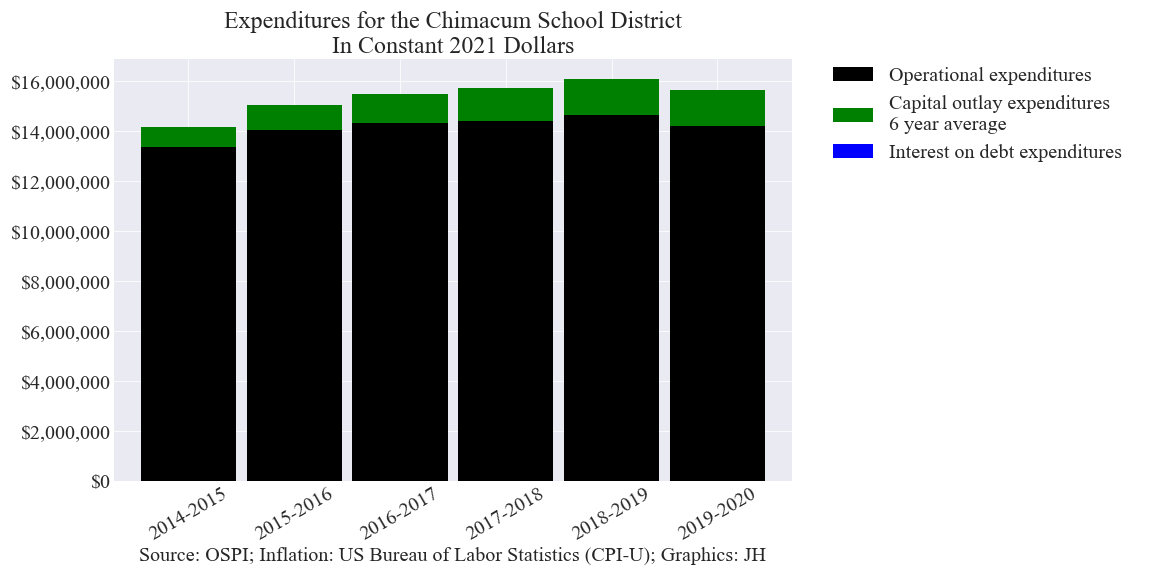 Expenditures for the Chimacum School District
In Constant 2021 Dollars
$16,000,000
$14,000,000
$12,000,000
$10,000,000
$8,000,000
$6,000,000
$4,000,000
$2,000,000
$0
2014-2015
2015-2016
2016-2017
2017-2018
2018-2019
2019-2020
Source: OSPI; Inflation: US Bureau of Labor Statistics (CPI-U); Graphics: JH
Operational expenditures
Capital outlay expenditures
6 year average
Interest on debt expenditures